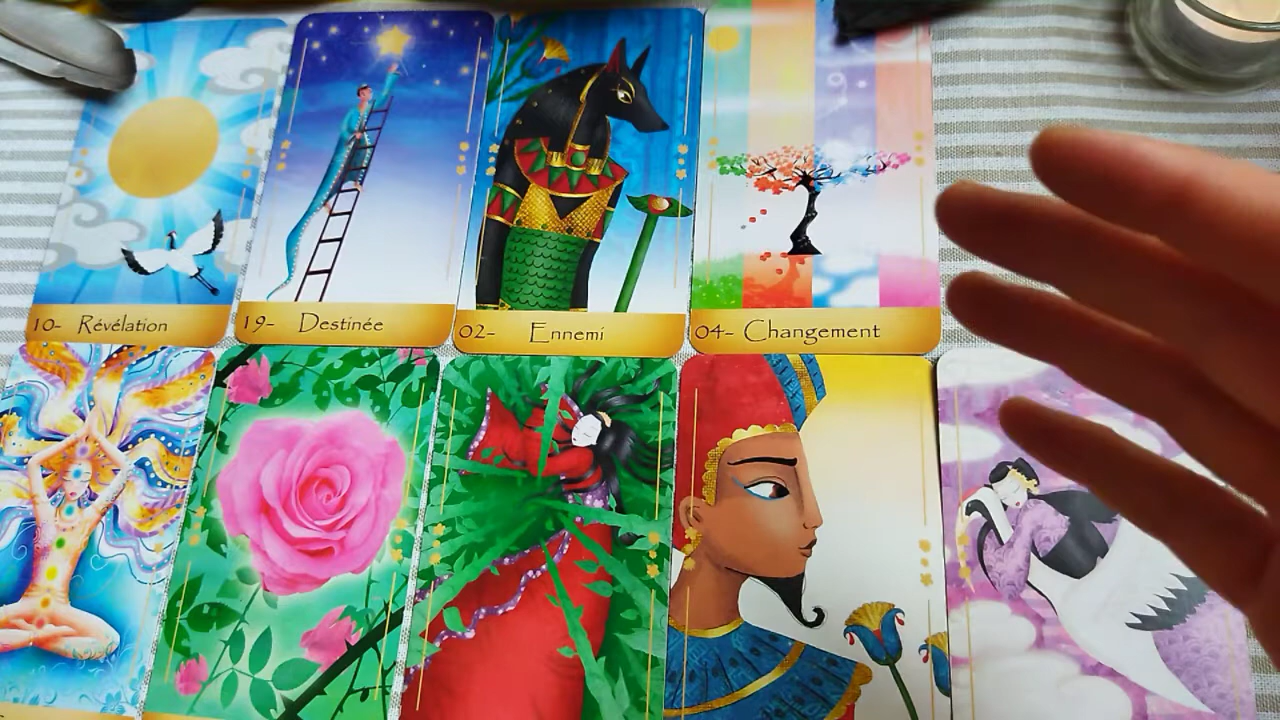 10- Révélation
19- Destinée
02- Ennemi
04- Changement